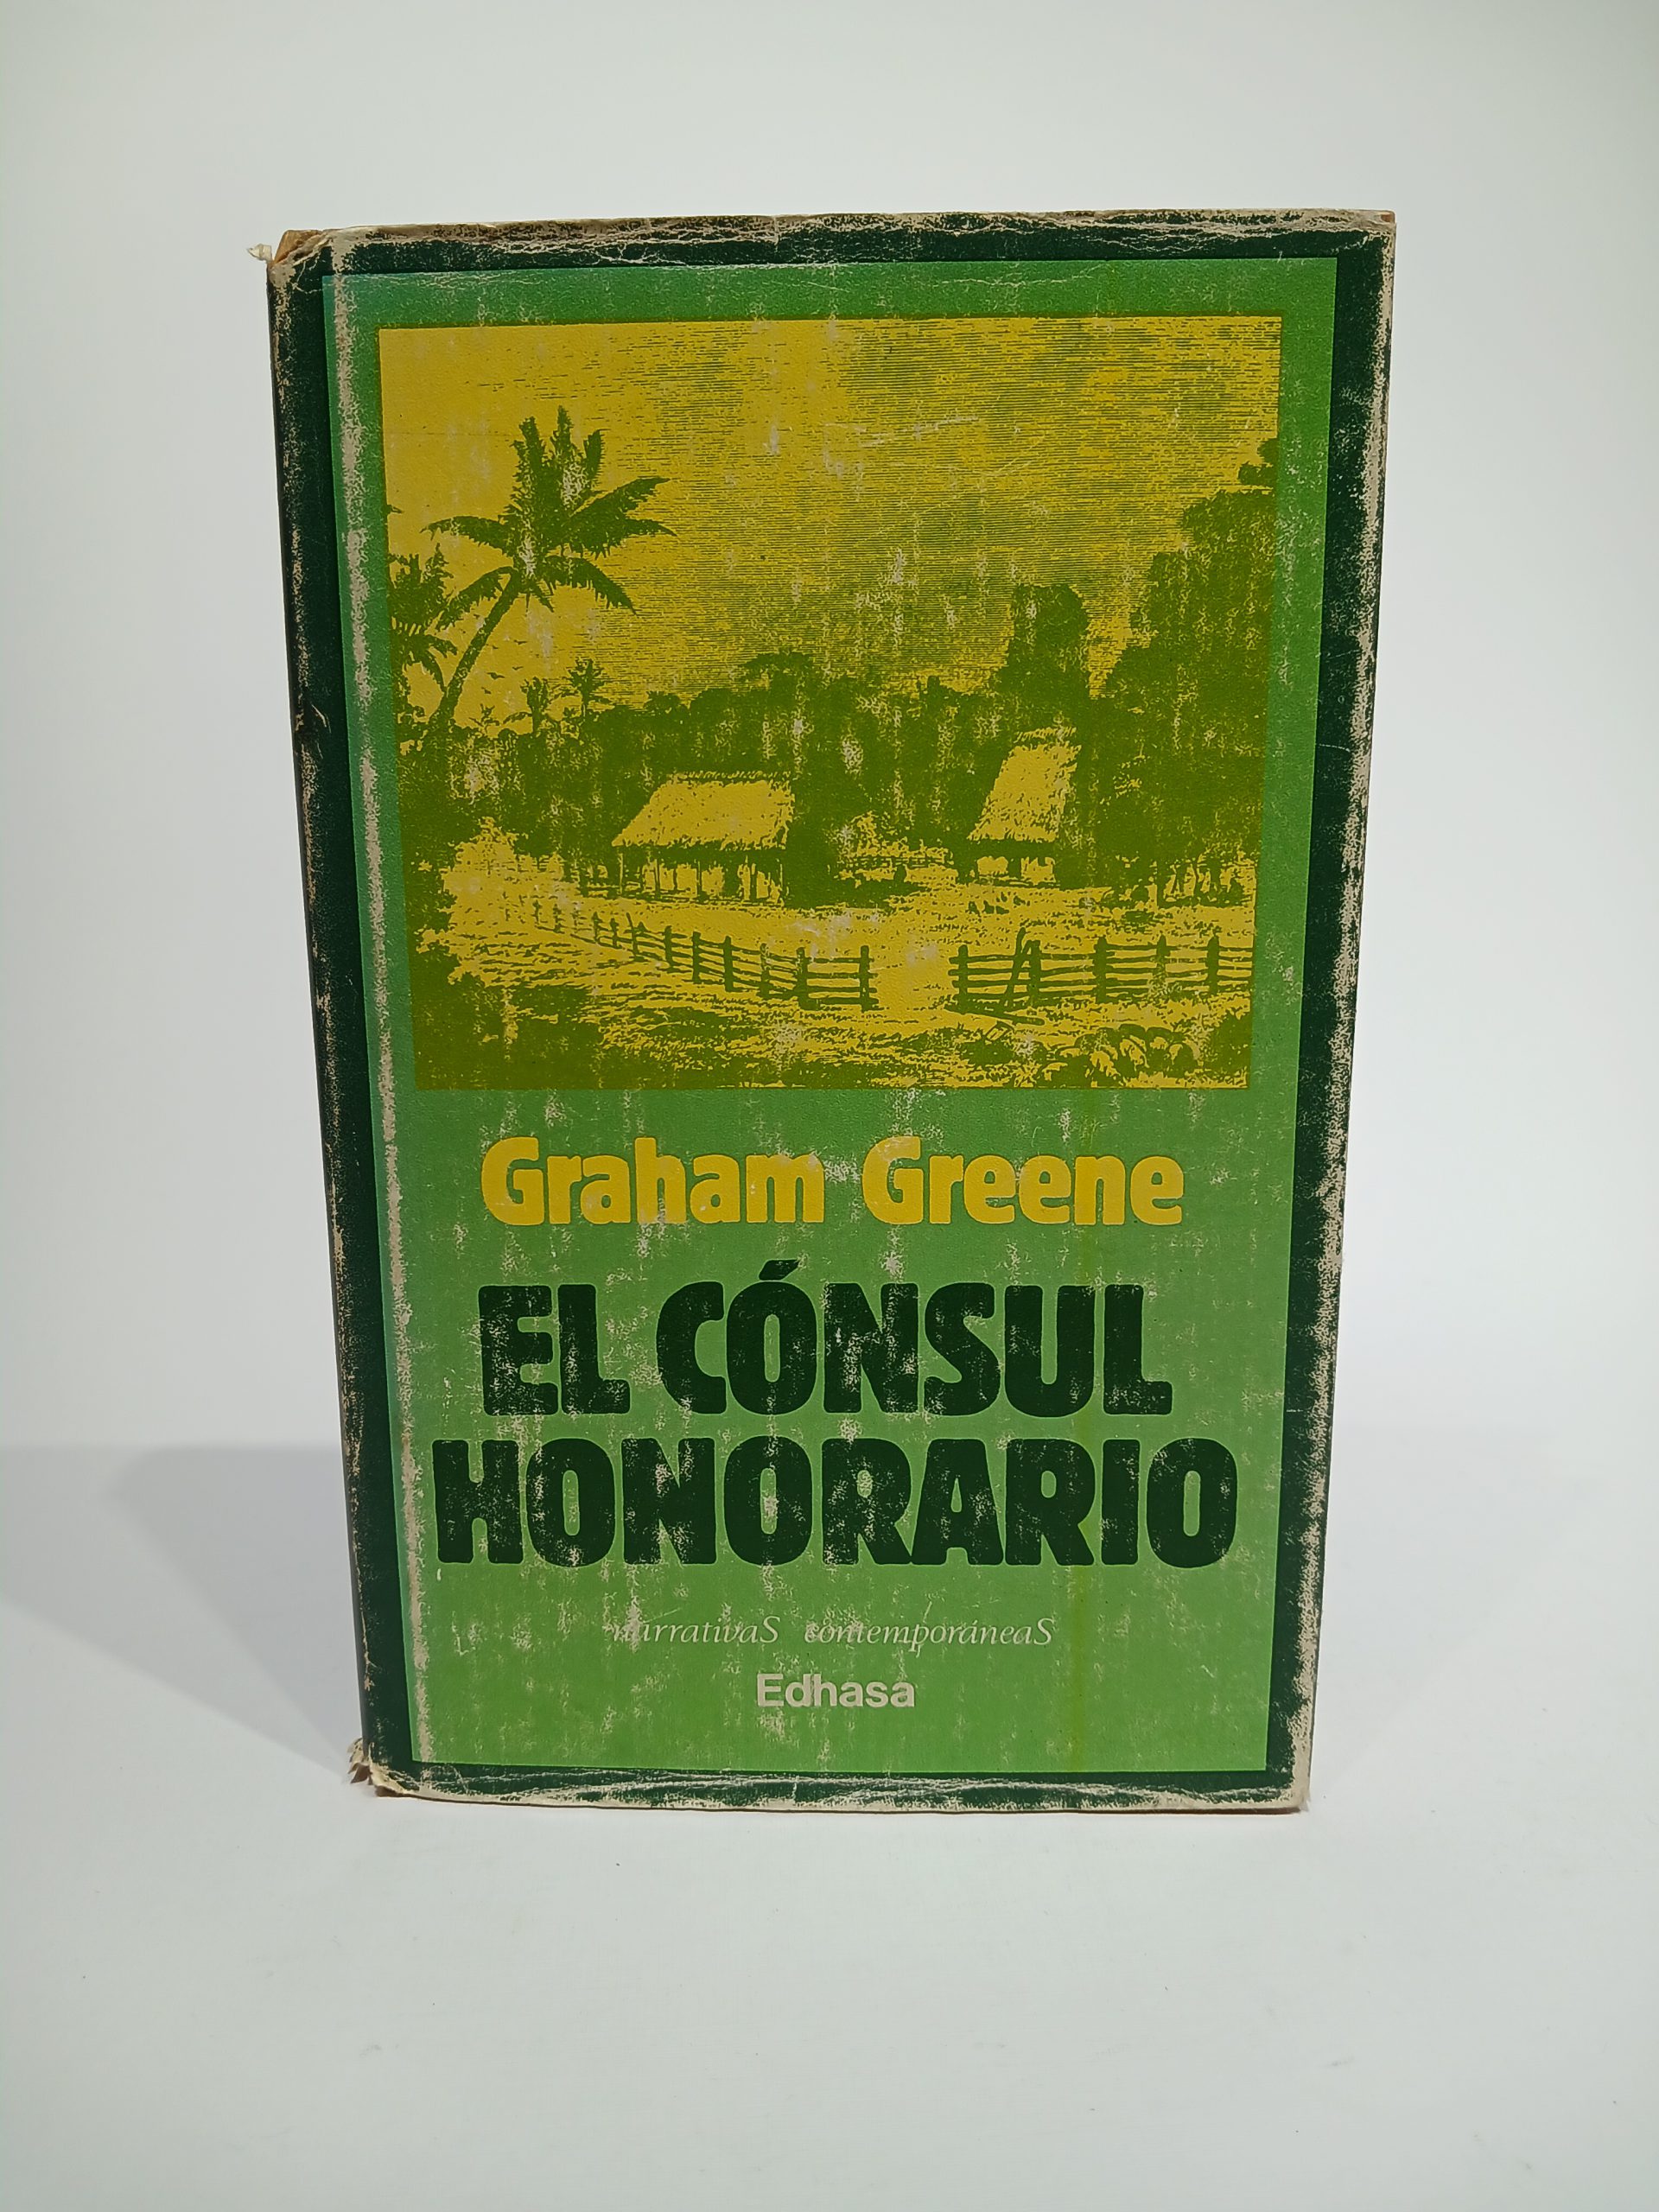 Graham Greene
EL CÓNSUL
HONORARIO
narrativaS contemporáneaS
Edhasa